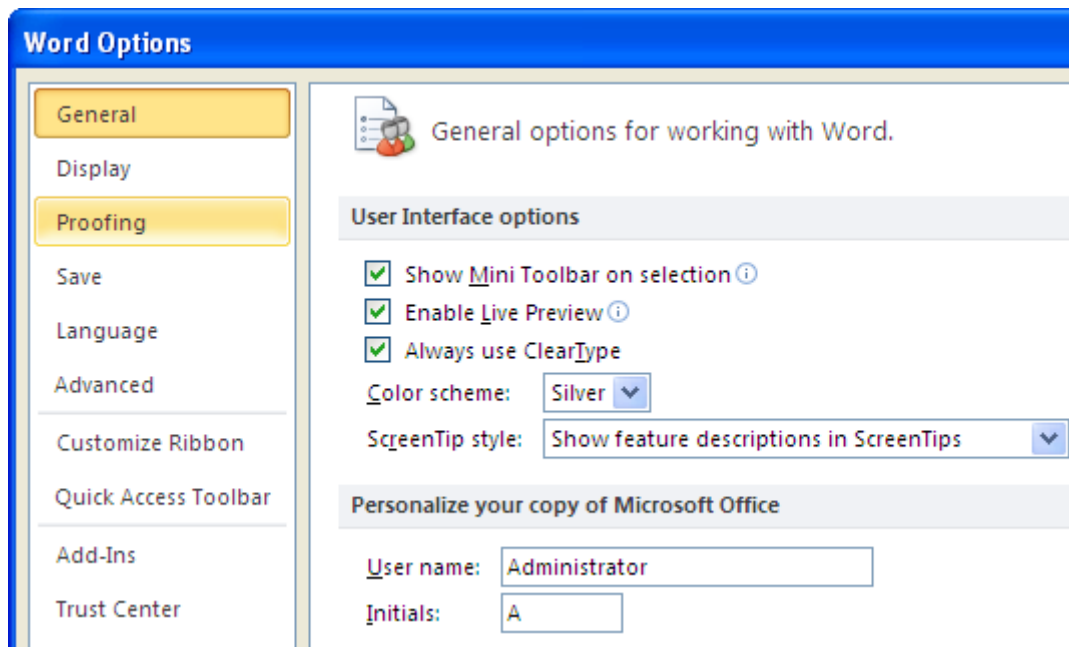 Word Options
General
Display
Proofing
Save
Language
Advanced
Customize Ribbon
Quick Access Toolbar
Add-Ins
Trust Center
General options for working with Word.
User Interface options
Show Mini Toolbar on selection
Enable Live Preview
Always use ClearType
Color scheme: Silver
ScreenTip style: Show feature descriptions in ScreenTips
Personalize your copy of Microsoft Office
User name: Administrator
Initials: A